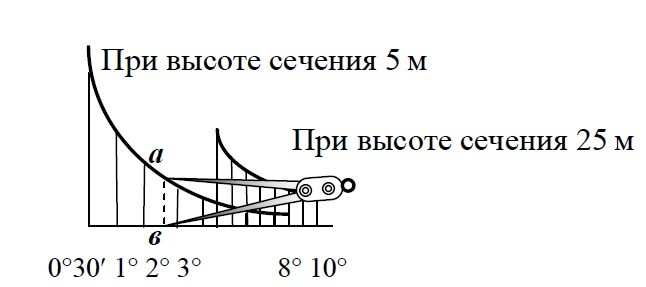 При высоте сечения 5 м
При высоте сечения 25 м
а
в
0°30′ 1° 2° 3° 8° 10°